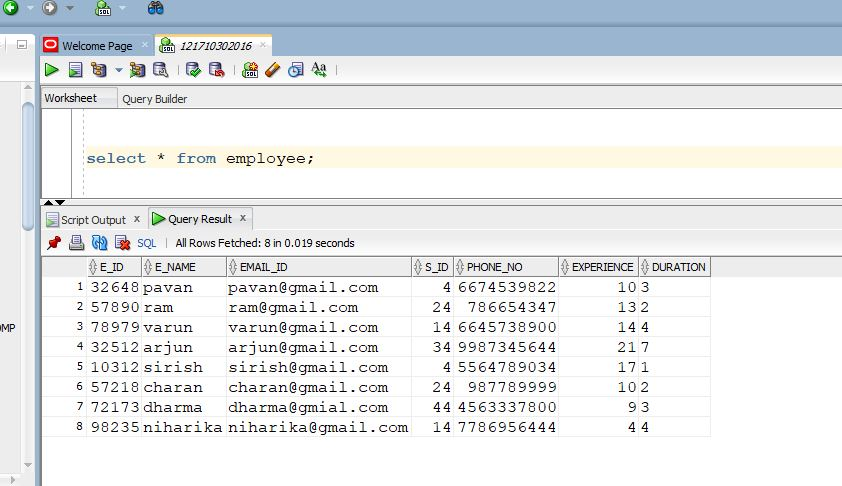 SQL
Welcome Page
121710302016
SQL Aa
Worksheet Query Builder
select * from employee;
Script Output x Query Result x
SQL All Rows Fetched: 8 in 0.019 seconds
E_ID E_NAME EMAIL_ID S_ID PHONE_NO EXPERIENCE DURATION
1 32648 pavan pavan@gmail.com 4 6674539822 10 3
2 57890 ram ram@gmail.com 24 786654347 13 2
3 78979 varun varun@gmail.com 14 6645738900 14 4
OMP
4 32512 arjun arjun@gmail.com 34 9987345644 21 7
5 10312 sirish sirish@gmail.com 4 5564789034 17 1
6 57218 charan charan@gmail.com 24 987789999 10 2
7 72173 dharma dharma@gmial.com 44 4563337800 9 3
8 98235 niharika niharika@gmail.com 14 7786956444 4 4